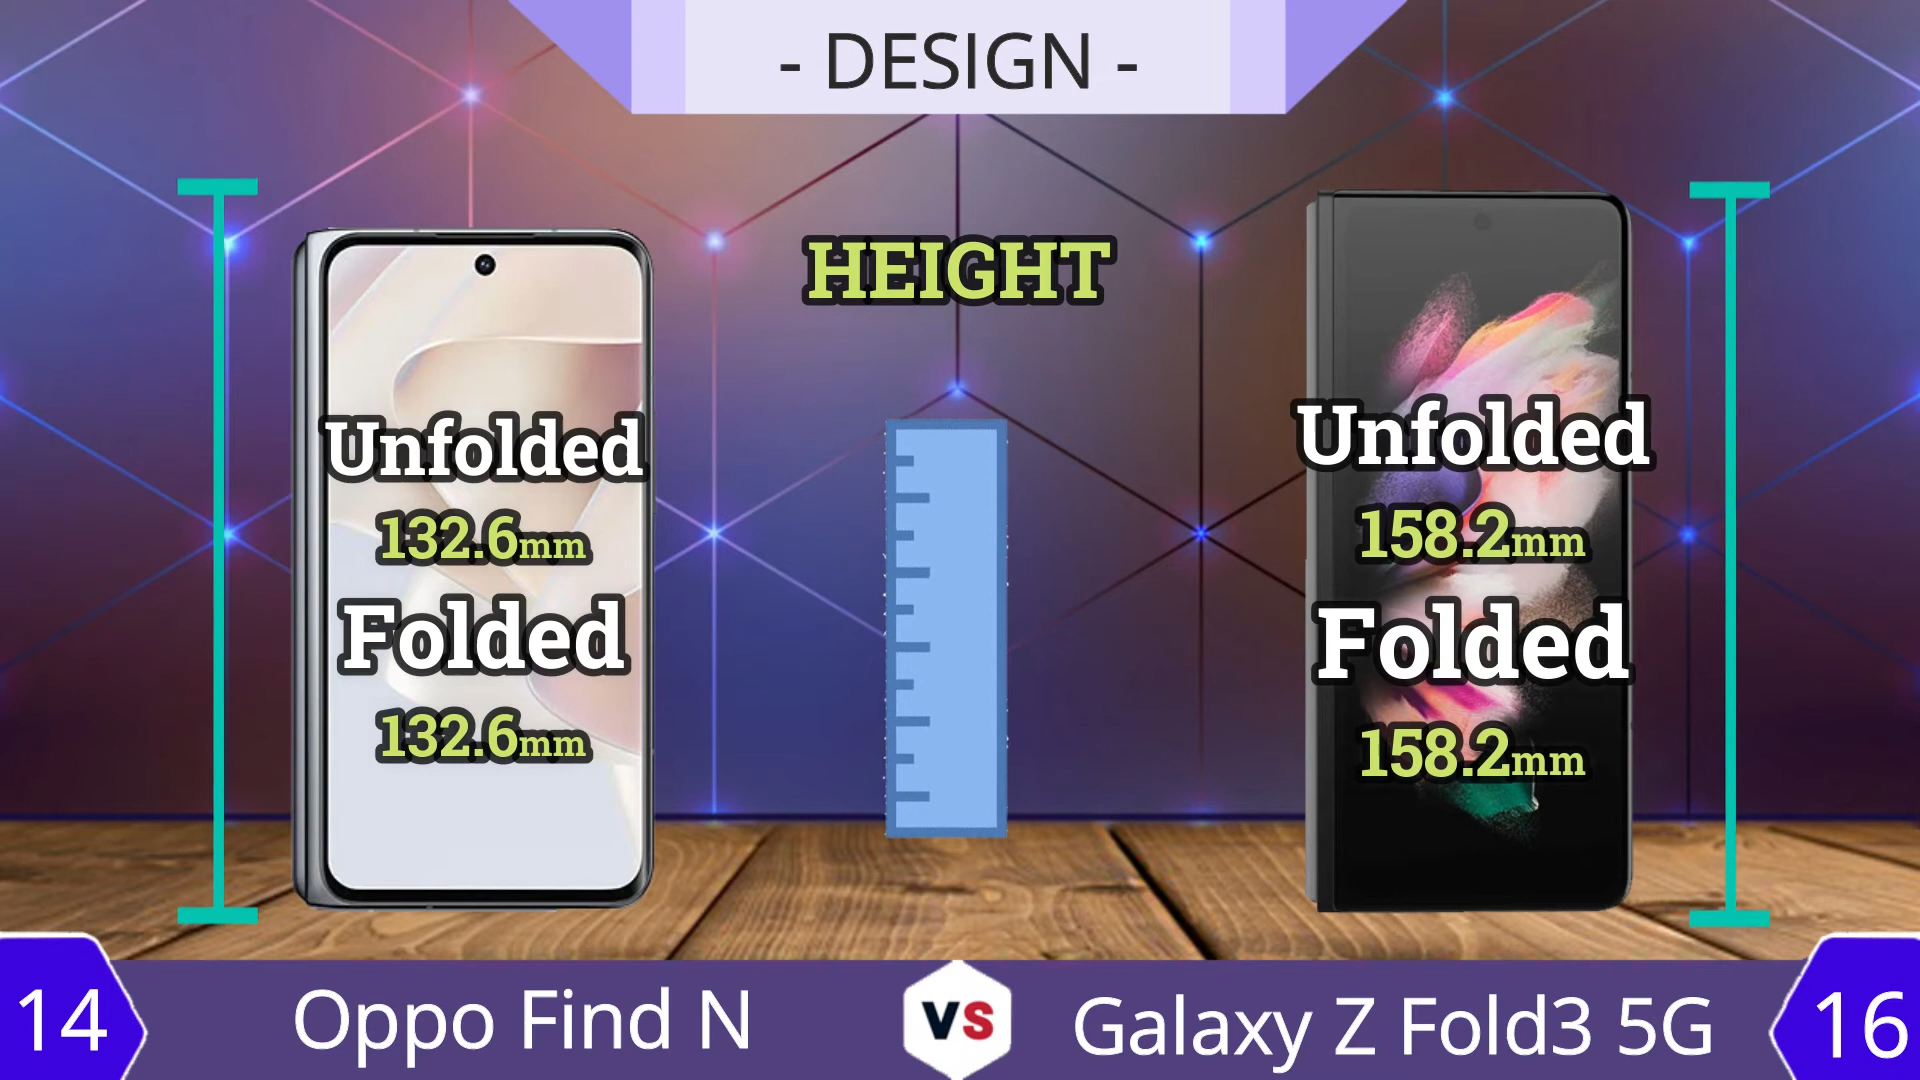 - DESIGN -
HEIGHT
Unfolded
132.6mm
Folded
132.6mm
Unfolded
158.2mm
Folded
158.2mm
14
Oppo Find N
VS
Galaxy Z Fold3 5G
16